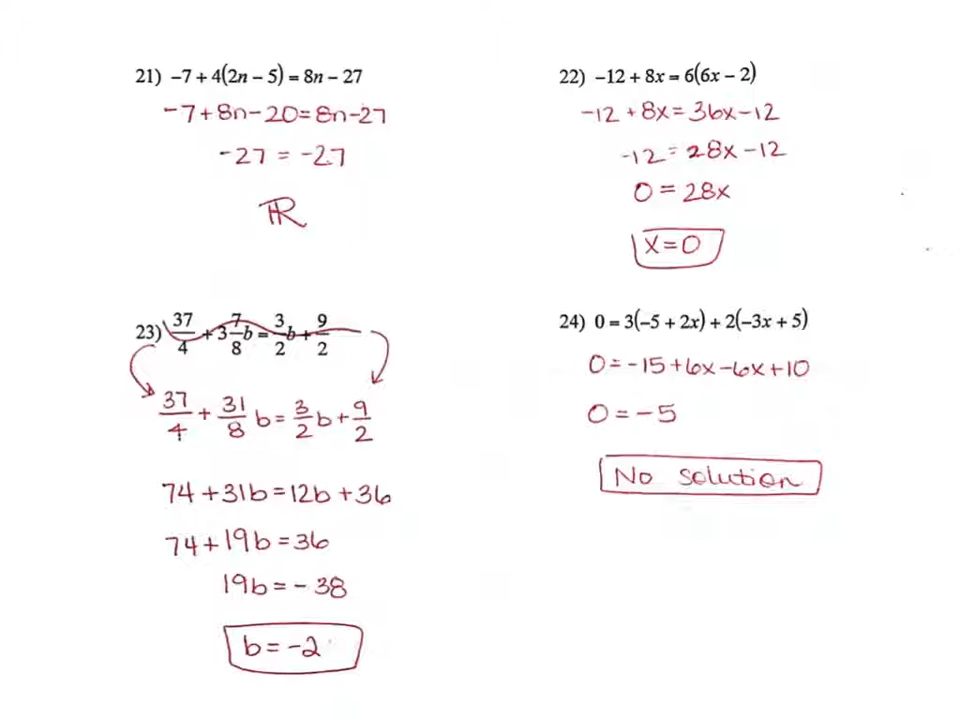 21) −7 + 4(2n − 5) = 8n − 27
-7+8n-20=8n-27
-27 = -27
ℝ
22) −12 + 8x = 6(6x − 2)
-12+8x=36x-12
-12=28x-12
0=28x
x=0
23) 37/4 + 3 7/8 b = 3/2 b + 9/2
37/4 + 31/8 b = 3/2 b + 9/2
74+31b=12b+36
74+19b=36
19b=-38
b=-2
24) 0 = 3(−5 + 2x) + 2(−3x + 5)
0=-15+6x-6x+10
0=-5
No solution